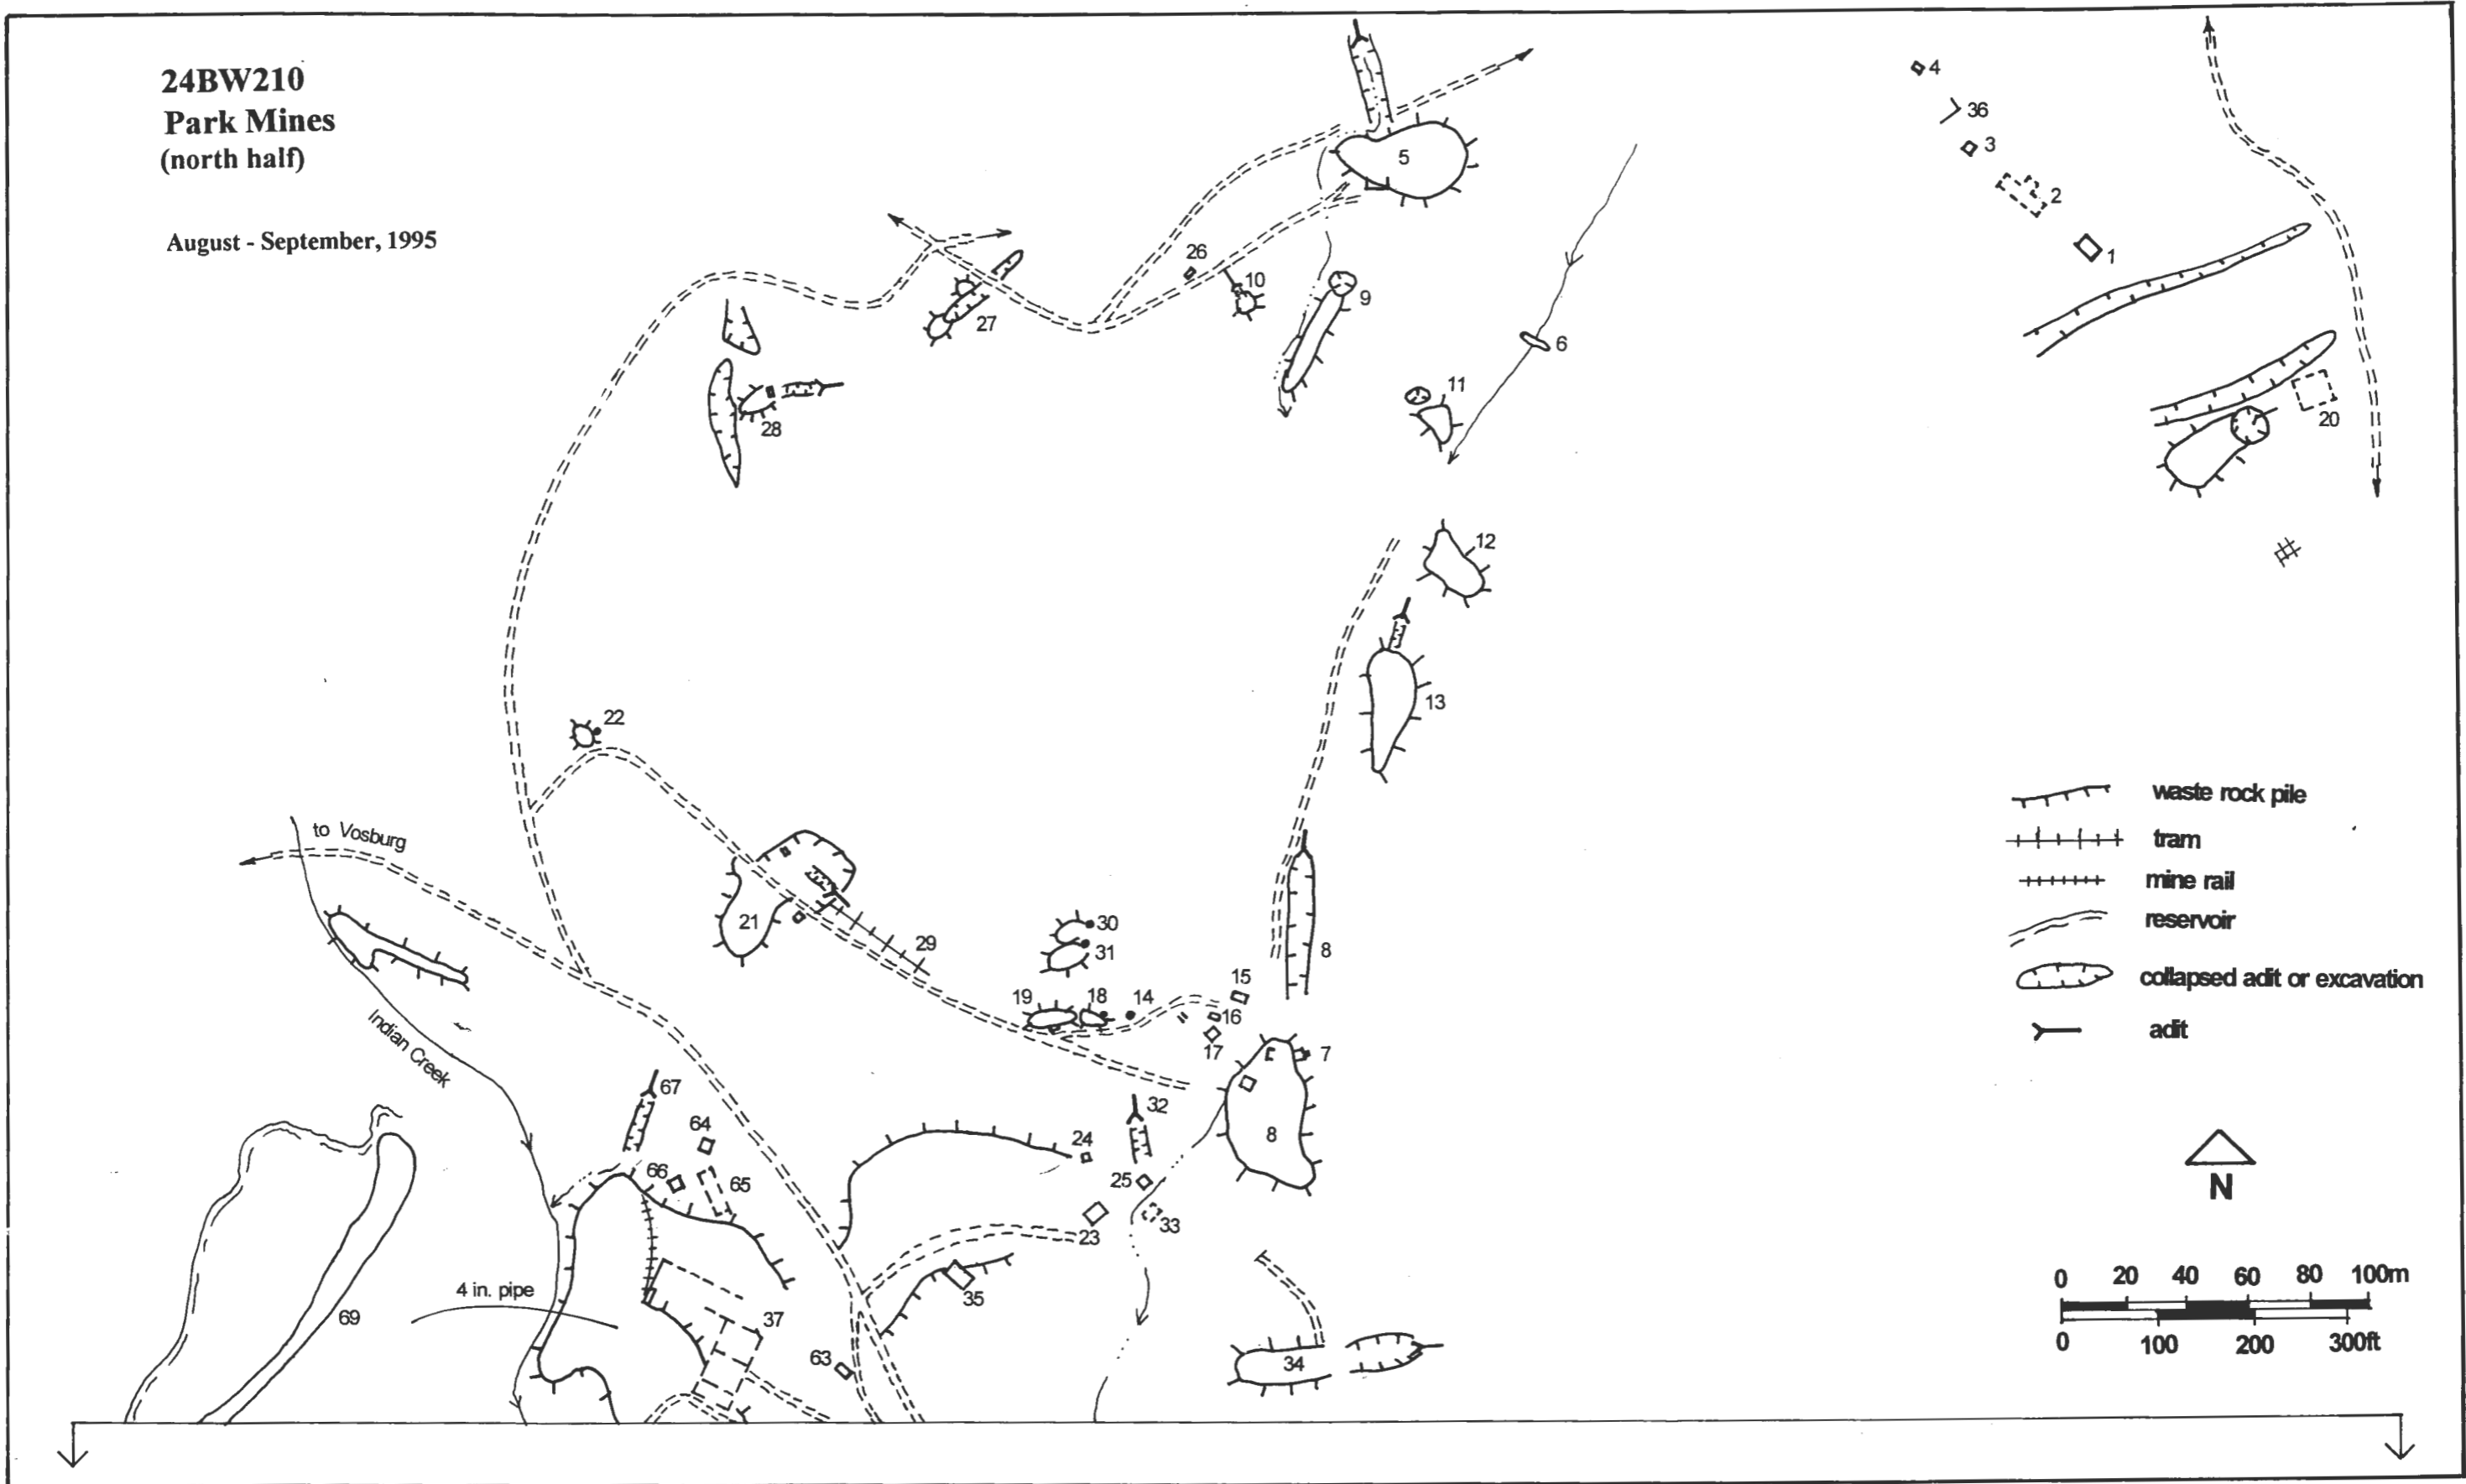 24BW210
Park Mines
(north half)
August - September, 1995
4
36
3
2
1
5
26
10
9
27
6
11
28
20
12
13
22
to Vosburg
21
29
30
31
8
19
18
14
15
16
17
7
Indian Creek
67
64
66
65
24
32
8
25
33
23
35
4 in. pipe
37
69
63
34
waste rock pile
tram
mine rail
reservoir
collapsed adit or excavation
adit
N
0 20 40 60 80 100m
0 100 200 300ft